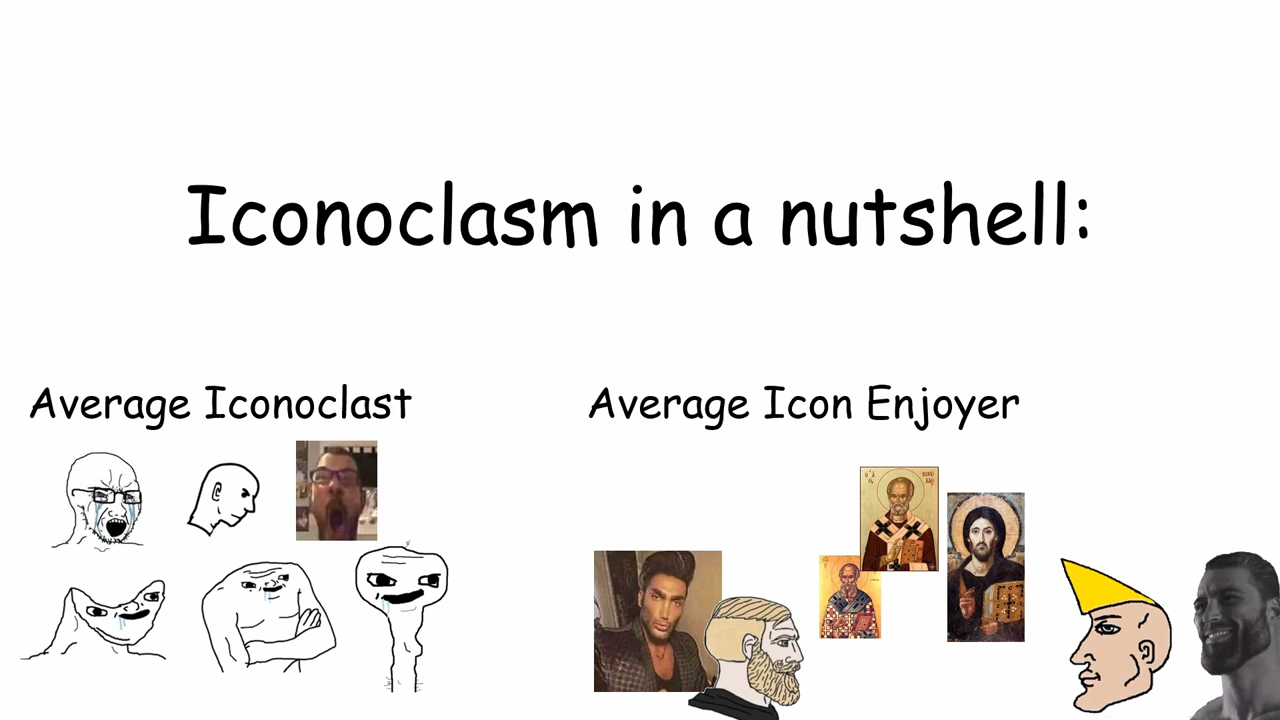 Iconoclasm in a nutshell:
Average Iconoclast
Average Icon Enjoyer